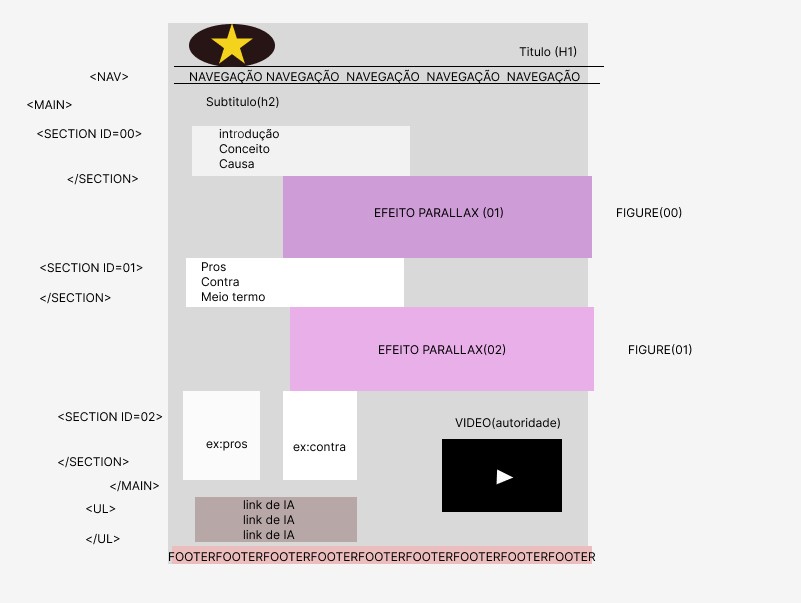 Titulo (H1)
<NAV>
NAVEGAÇÃO NAVEGAÇÃO NAVEGAÇÃO NAVEGAÇÃO NAVEGAÇÃO
Subtitulo(h2)
<MAIN>
<SECTION ID=00>
introdução
Conceito
Causa
</SECTION>
EFEITO PARALLAX (01)
FIGURE(00)
<SECTION ID=01>
Pros
Contra
Meio termo
</SECTION>
EFEITO PARALLAX(02)
FIGURE(01)
<SECTION ID=02>
ex:pros
ex:contra
VIDEO(autoridade)
</SECTION>
</MAIN>
<UL>
link de IA
link de IA
link de IA
</UL>
FOOTERFOOTERFOOTERFOOTERFOOTERFOOTERFOOTERFOOTERFOOTER